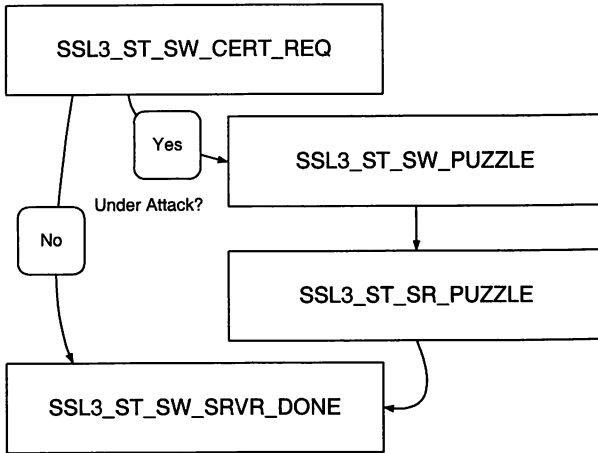 SSL3_ST_SW_CERT_REQ
Yes
SSL3_ST_SW_PUZZLE
Under Attack?
No
SSL3_ST_SR_PUZZLE
SSL3_ST_SW_SRVR_DONE